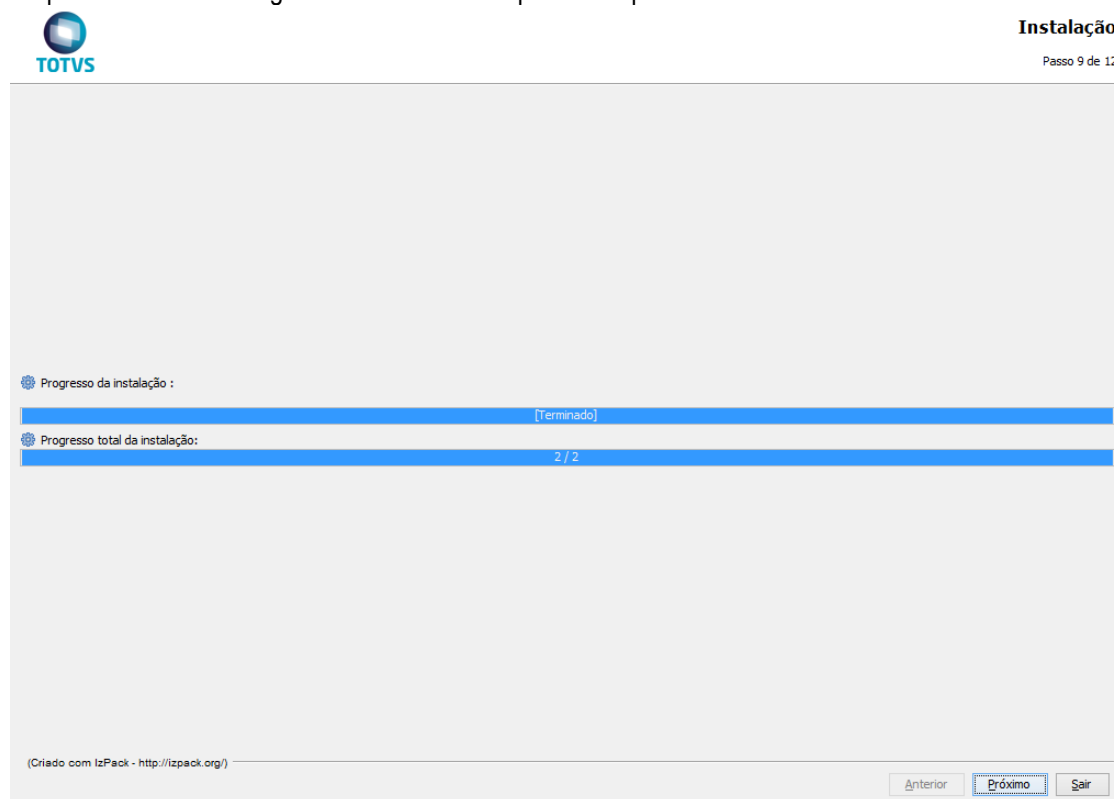 Instalação
TOTVS
Passo 9 de 12
Progresso da instalação :
[Terminado]
Progresso total da instalação:
2 / 2
(Criado com IzPack - http://izpack.org/)
Anterior Próximo Sair